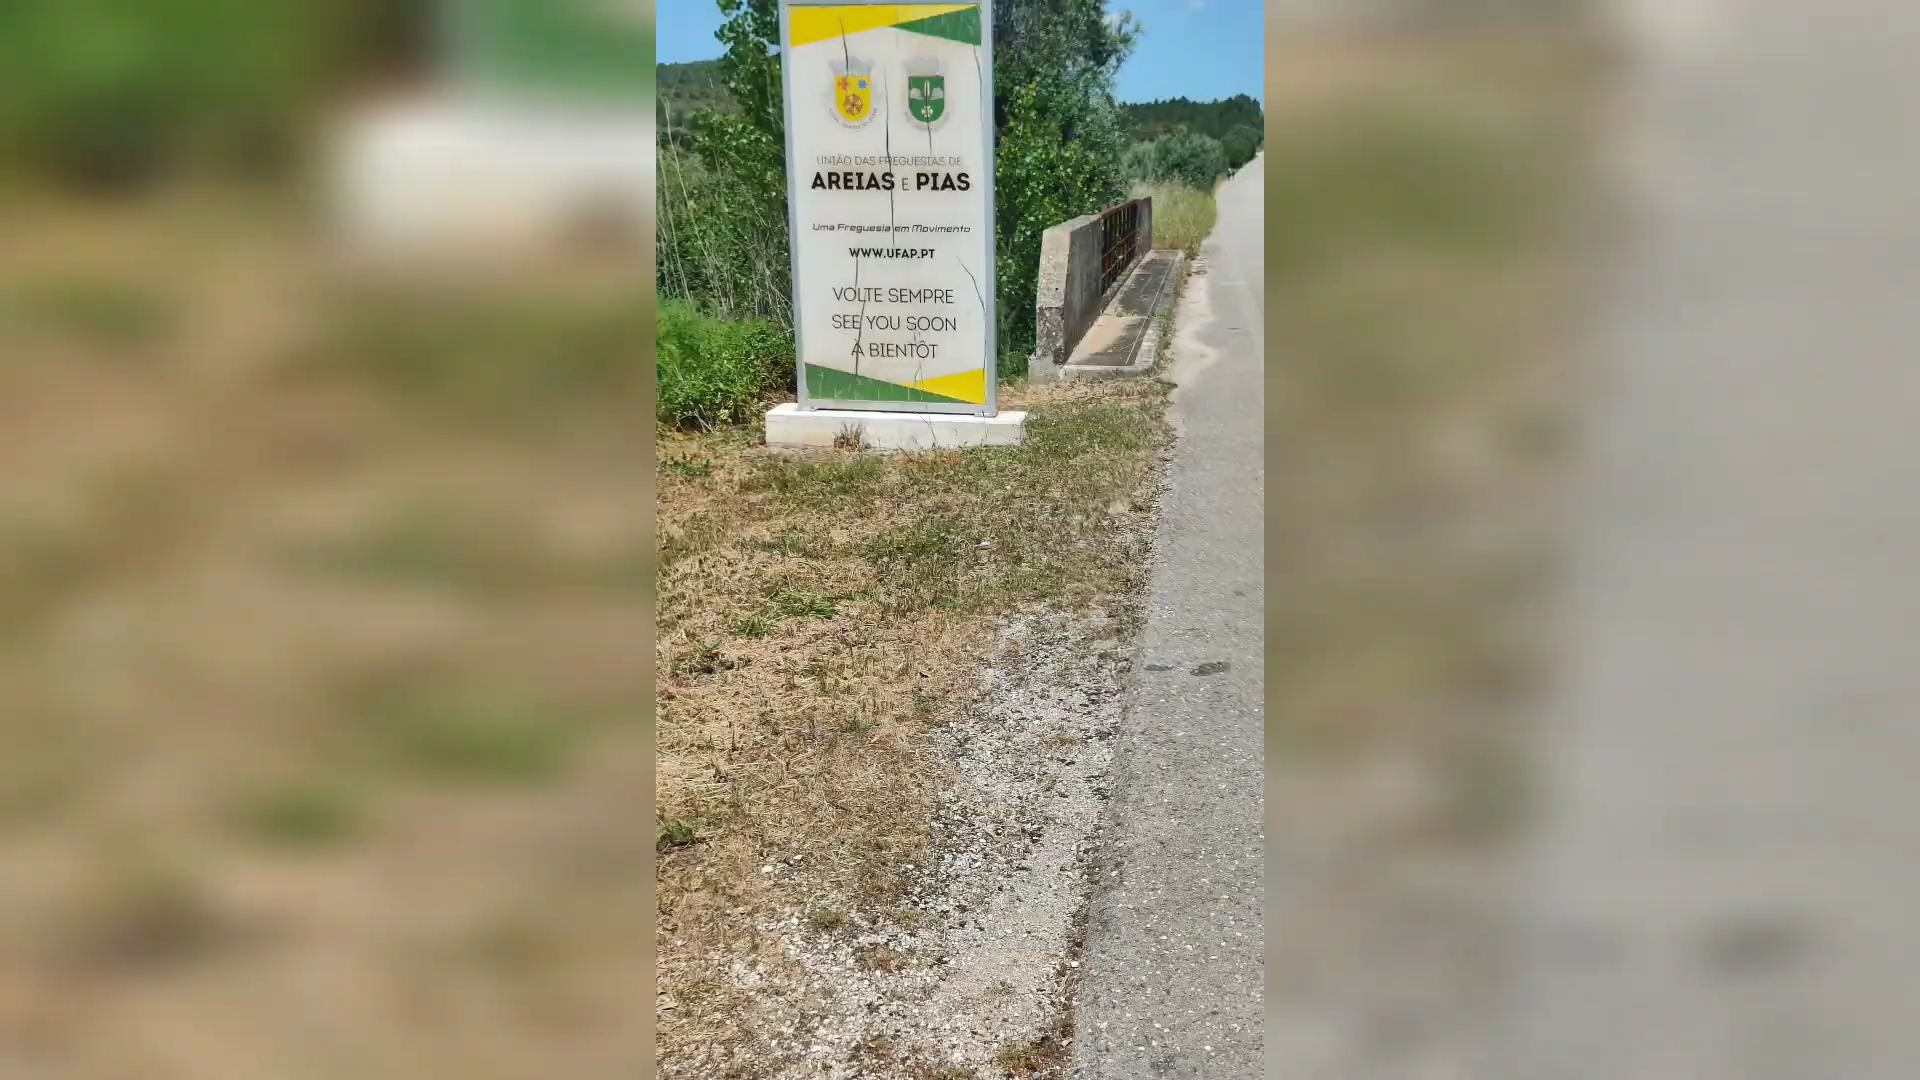 UNIÃO DAS FREGUESIAS DE
AREIAS E PIAS
Uma Freguesia em Movimento
WWW.UFAP.PT
VOLTE SEMPRE
SEE YOU SOON
À BIENTÔT